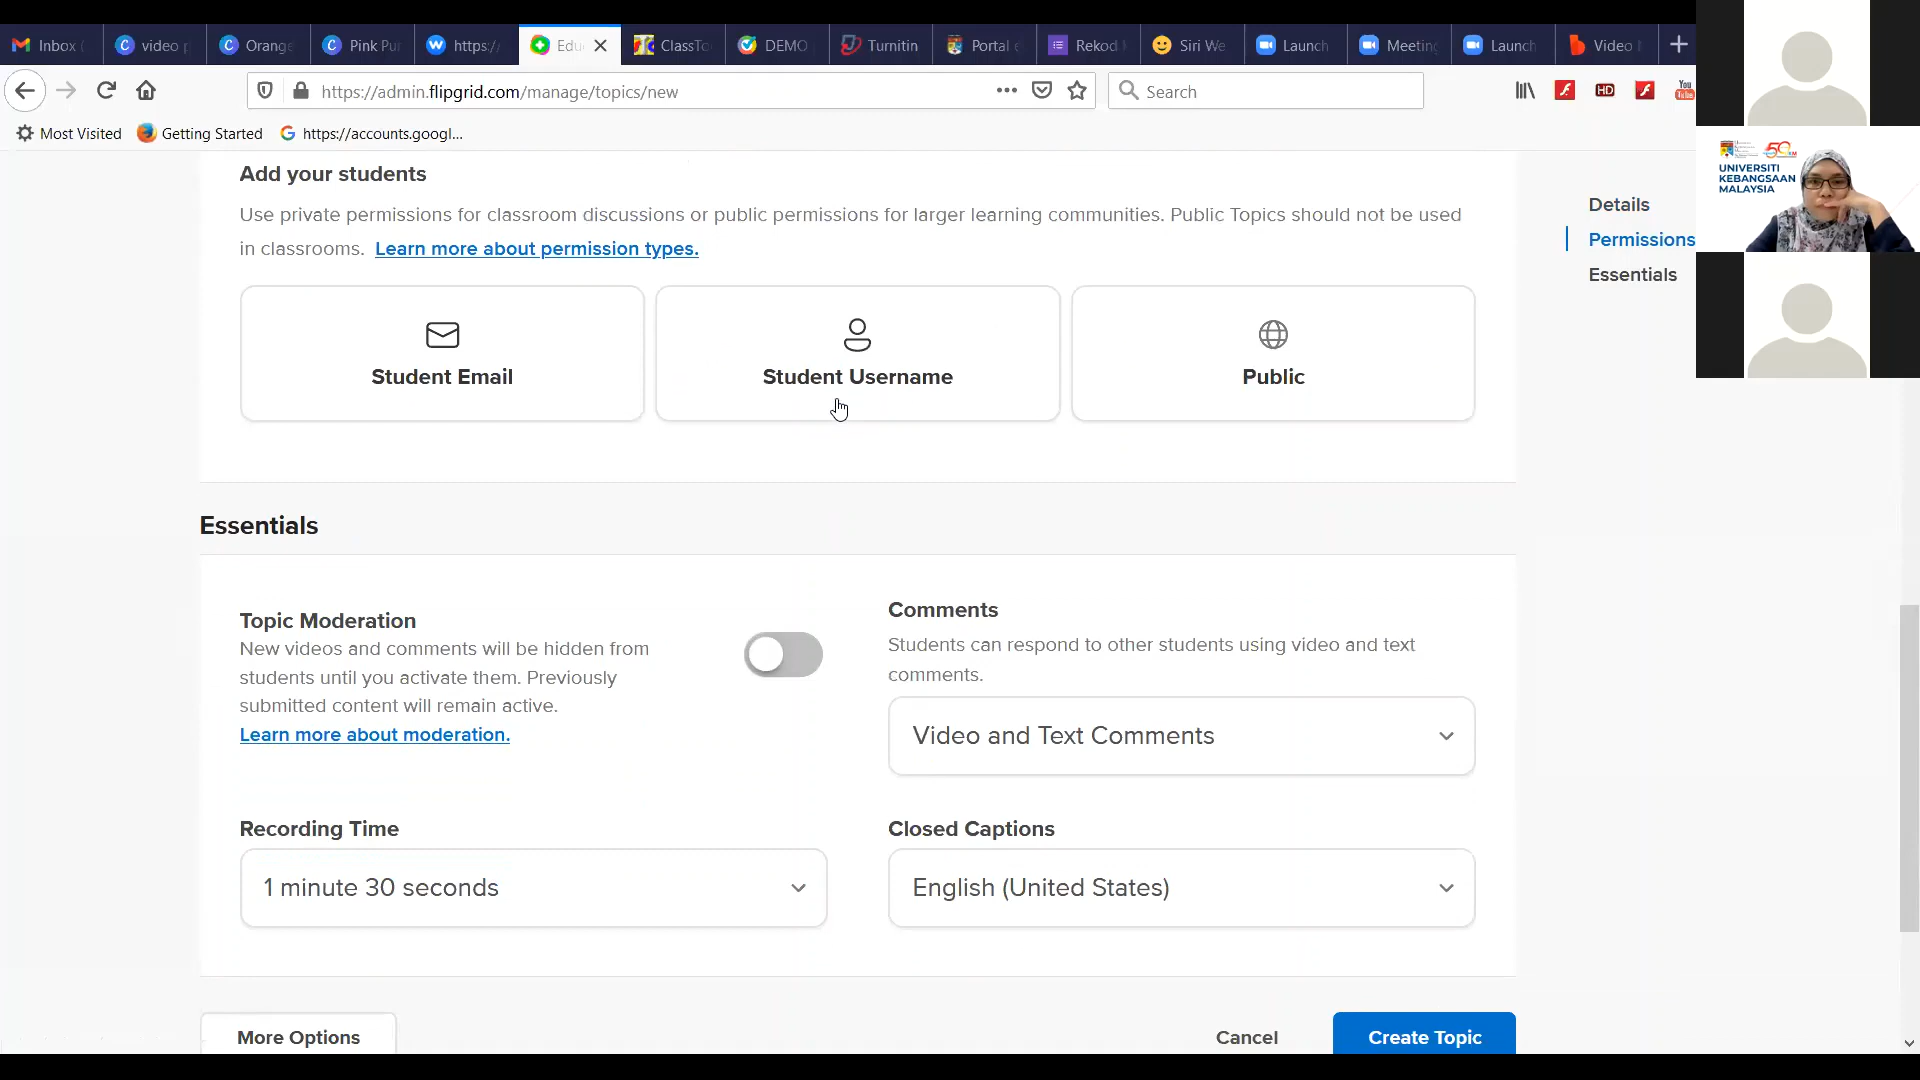 Inbox
video
Orange
Pink Pu
https:/
Edu
ClassTo
DEMO
Turnitin
Portal
Rekod
Siri We
Launch
Meeting
Launch
Video
https://admin.flipgrid.com/manage/topics/new
Search
HD
You
Most Visited
Getting Started
https://accounts.googl...
Add your students
Use private permissions for classroom discussions or public permissions for larger learning communities. Public Topics should not be used
in classrooms. Learn more about permission types.
Student Email
Student Username
Public
Details
Permissions
Essentials
50
UNIVERSITI
KEBANGSAAN
MALAYSIA
Essentials
Topic Moderation
New videos and comments will be hidden from
students until you activate them. Previously
submitted content will remain active.
Learn more about moderation.
Comments
Students can respond to other students using video and text
comments.
Video and Text Comments
Recording Time
1 minute 30 seconds
Closed Captions
English (United States)
More Options
Cancel
Create Topic